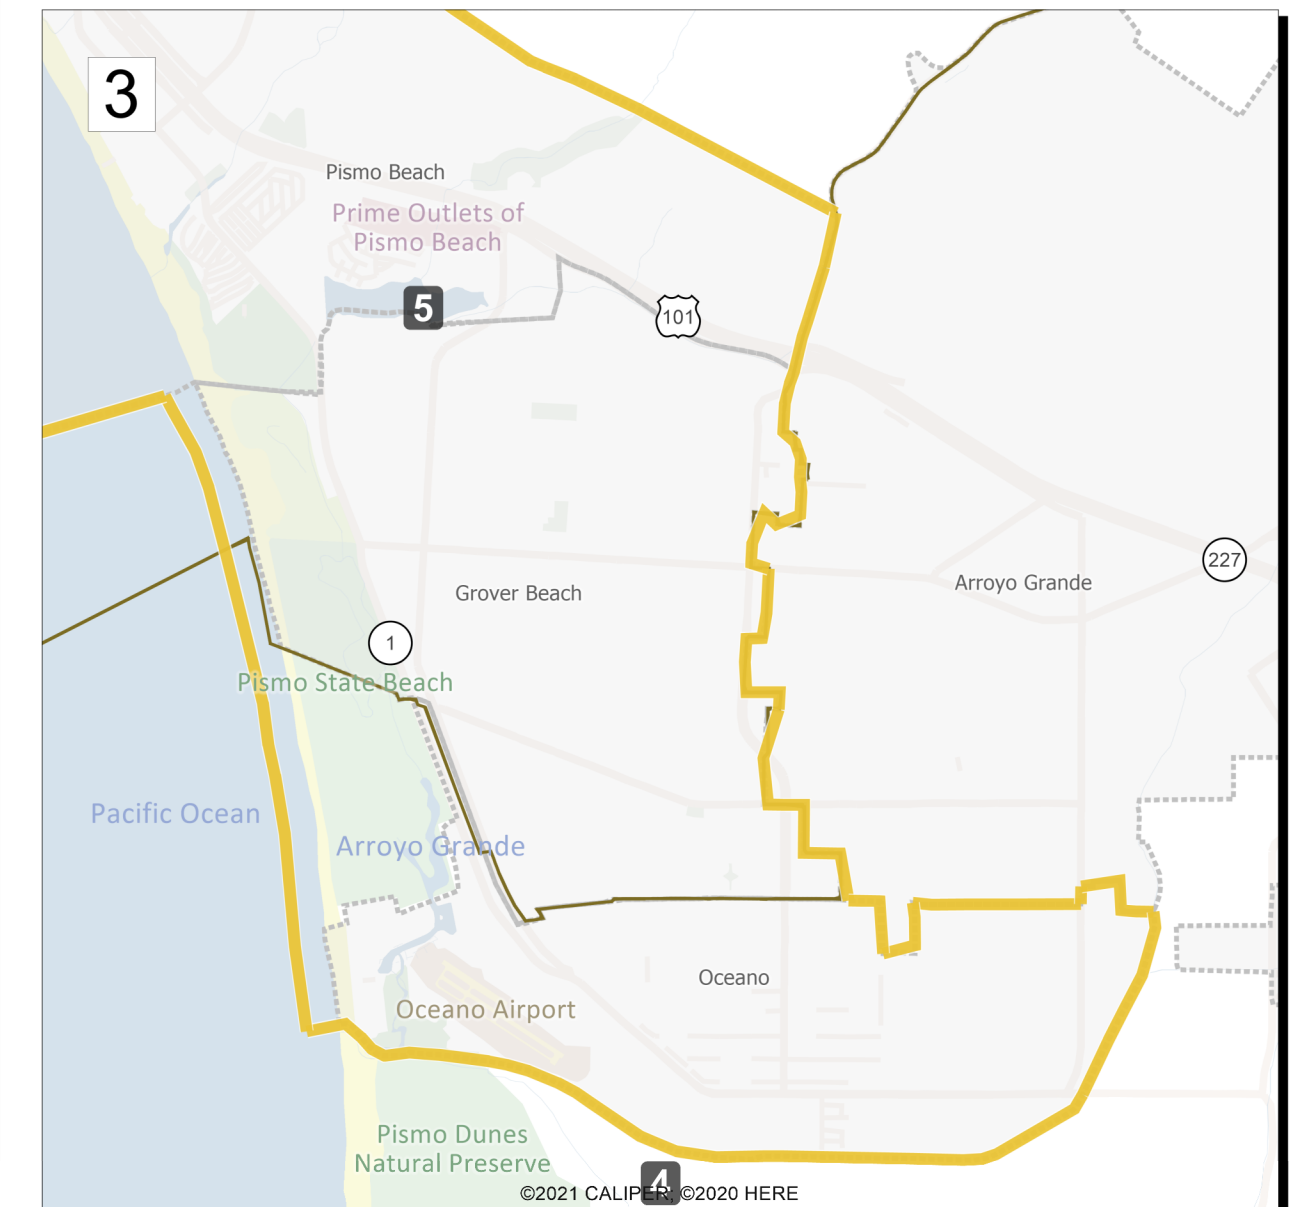 3
Pismo Beach
Prime Outlets of
Pismo Beach
5
101
227
Arroyo Grande
Grover Beach
1
Pismo State Beach
Pacific Ocean
Arroyo Grande
Oceano
Oceano Airport
Pismo Dunes
Natural Preserve
4
©2021 CALIPER; ©2020 HERE